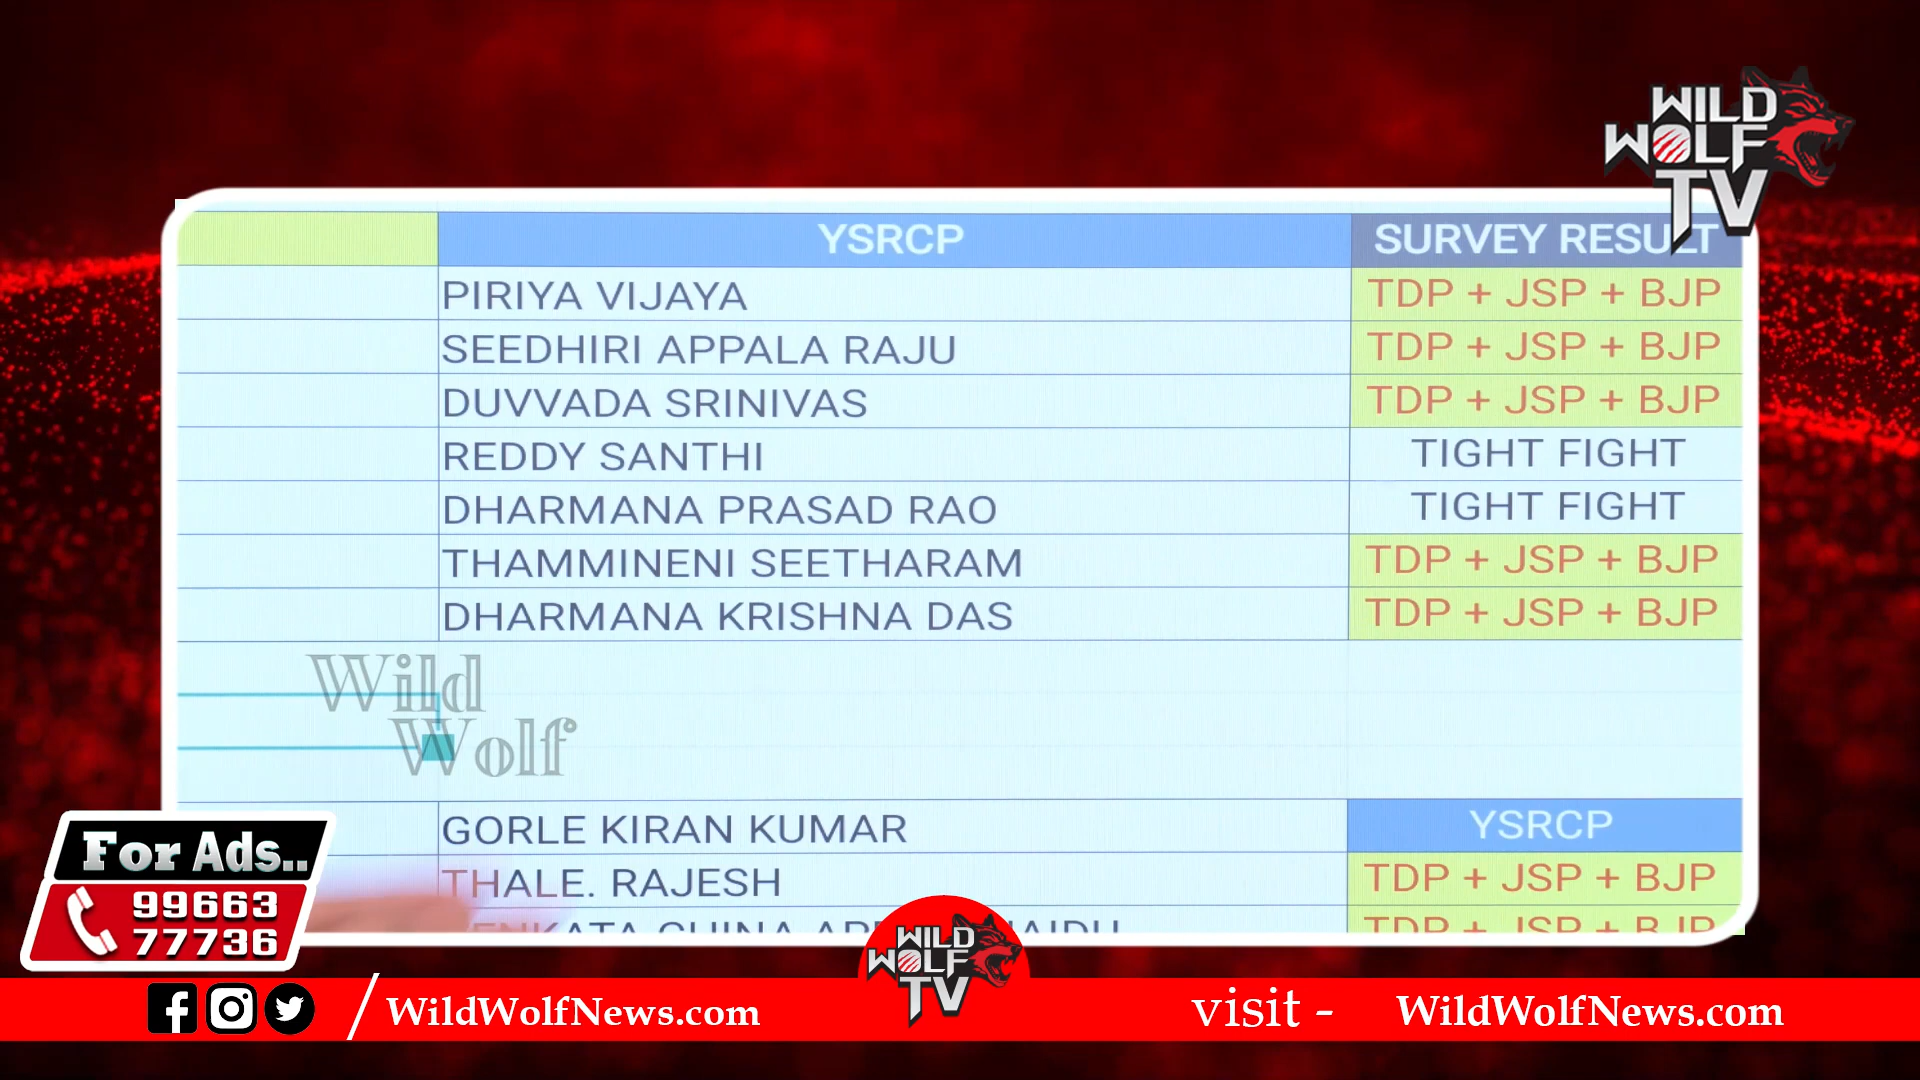 WILD
WOLF
TV
YSRCP SURVEY RESULT
PIRIYA VIJAYA TDP + JSP + BJP
SEEDHIRI APPALA RAJU TDP + JSP + BJP
DUVVADA SRINIVAS TDP + JSP + BJP
REDDY SANTHI TIGHT FIGHT
DHARMANA PRASAD RAO TIGHT FIGHT
THAMMINENI SEETHARAM TDP + JSP + BJP
DHARMANA KRISHNA DAS TDP + JSP + BJP
Wild
Wolf
GORLE KIRAN KUMAR YSRCP
THALE. RAJESH TDP + JSP + BJP
TDP + JSP + BJP
For Ads..
99663
77736
WILD
WOLF
TV
WildWolfNews.com
visit - WildWolfNews.com